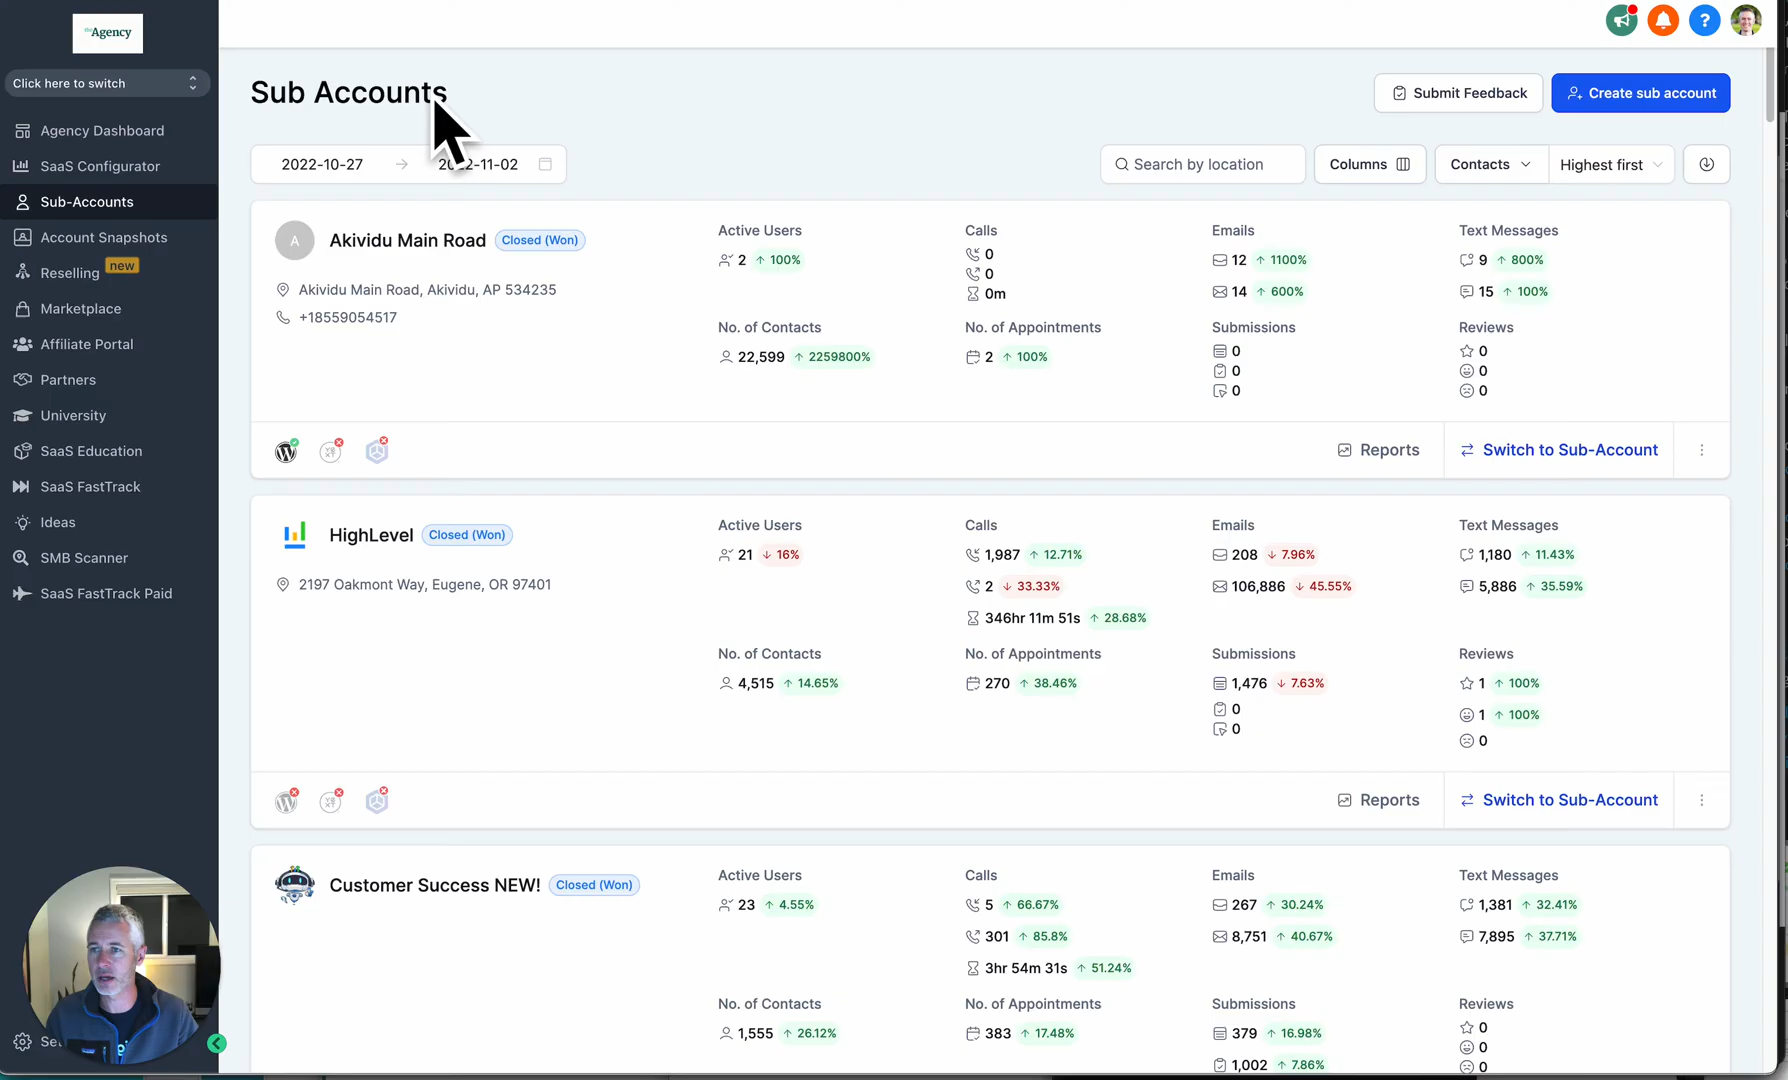 theAgency
Click here to switch
Agency Dashboard
SaaS Configurator
Sub-Accounts
Account Snapshots
Reselling new
Marketplace
Affiliate Portal
Partners
University
SaaS Education
SaaS FastTrack
Ideas
SMB Scanner
SaaS FastTrack Paid
?
Sub Accounts
Submit Feedback
Create sub account
2022-10-27 → 2022-11-02
Search by location
Columns
Contacts
Highest first
A
Akividu Main Road Closed (Won)
Akividu Main Road, Akividu, AP 534235
+18559054517
Active Users
2 ↑ 100%
Calls
0
0
0m
Emails
12 ↑ 1100%
14 ↑ 600%
Text Messages
9 ↑ 800%
15 ↑ 100%
No. of Contacts
22,599 ↑ 2259800%
No. of Appointments
2 ↑ 100%
Submissions
0
0
0
Reviews
0
0
0
Reports
Switch to Sub-Account
HighLevel Closed (Won)
2197 Oakmont Way, Eugene, OR 97401
Active Users
21 ↓ 16%
Calls
1,987 ↑ 12.71%
2 ↓ 33.33%
346hr 11m 51s ↑ 28.68%
Emails
208 ↓ 7.96%
106,886 ↓ 45.55%
Text Messages
1,180 ↑ 11.43%
5,886 ↑ 35.59%
No. of Contacts
4,515 ↑ 14.65%
No. of Appointments
270 ↑ 38.46%
Submissions
1,476 ↓ 7.63%
0
0
Reviews
1 ↑ 100%
1 ↑ 100%
0
Reports
Switch to Sub-Account
Customer Success NEW! Closed (Won)
Active Users
23 ↑ 4.55%
Calls
5 ↑ 66.67%
301 ↑ 85.8%
3hr 54m 31s ↑ 51.24%
Emails
267 ↑ 30.24%
8,751 ↑ 40.67%
Text Messages
1,381 ↑ 32.41%
7,895 ↑ 37.71%
No. of Contacts
1,555 ↑ 26.12%
No. of Appointments
383 ↑ 17.48%
Submissions
379 ↑ 16.98%
1,002 ↑ 7.86%
Reviews
0
0
0